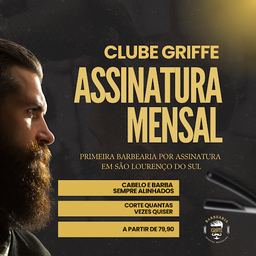 CLUBE GRIFFE
ASSINATURA
MENSAL
PRIMEIRA BARBEARIA POR ASSINATURA
EM SÃO LOURENÇO DO SUL
CABELO E BARBA
SEMPRE ALINHADOS
CORTE QUANTAS
VEZES QUISER
A PARTIR DE 79,90
BARBEARIA